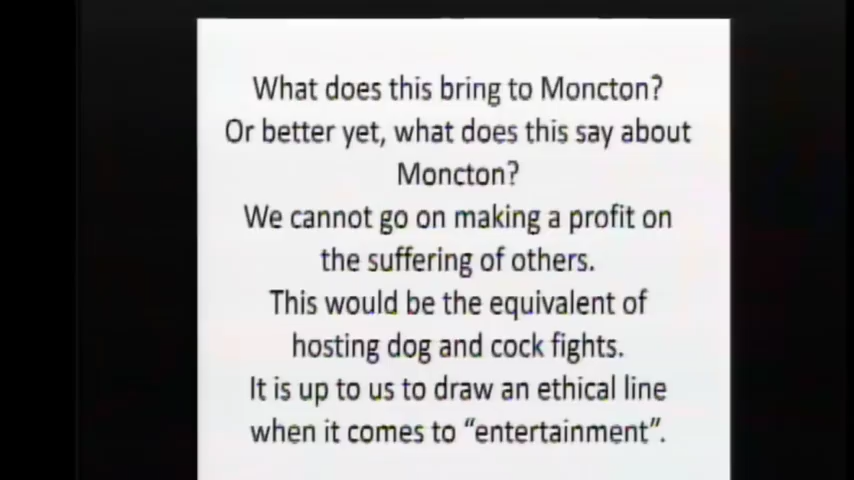 What does this bring to Moncton?
Or better yet, what does this say about
Moncton?
We cannot go on making a profit on
the suffering of others.
This would be the equivalent of
hosting dog and cock fights.
It is up to us to draw an ethical line
when it comes to “entertainment”.